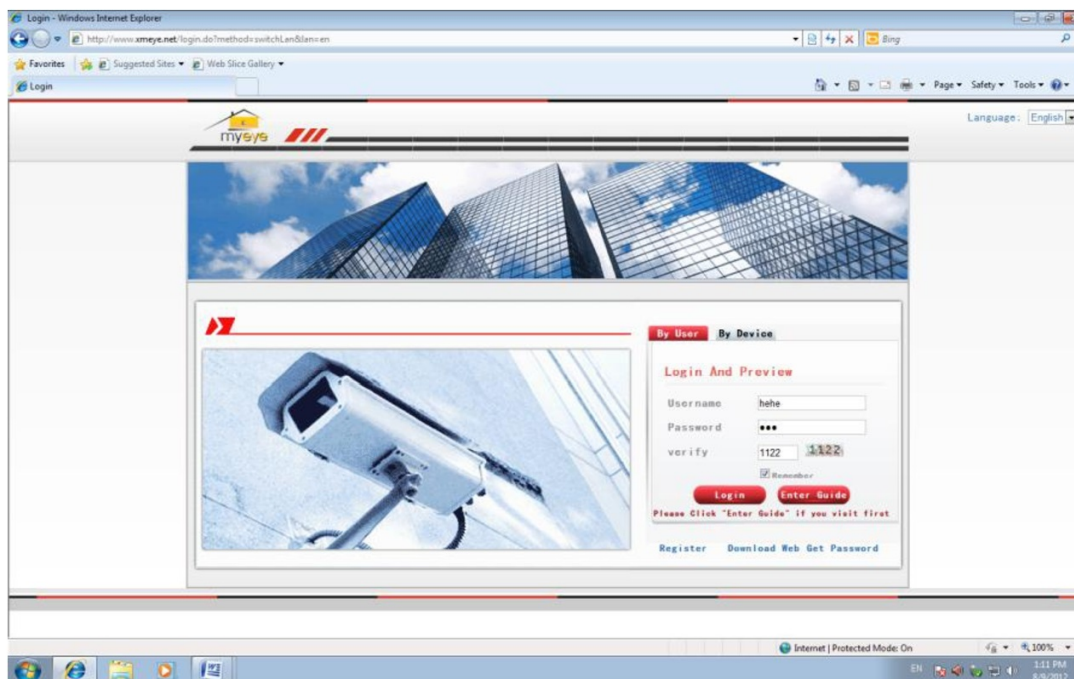 Login - Windows Internet Explorer
http://www.xmeye.net/login.do?method=switchLan&lan=en
Bing
Favorites Suggested Sites Web Slice Gallery
Login
Page Safety Tools
Language: English
myeye
By User By Device
Login And Preview
Username hehe
Password •••
verify 1122 1122
Remember
Login Enter Guide
Please Click "Enter Guide" if you visit first
Register Download Web Get Password
Internet | Protected Mode: On 100%
EN 1:11 PM
8/9/2012